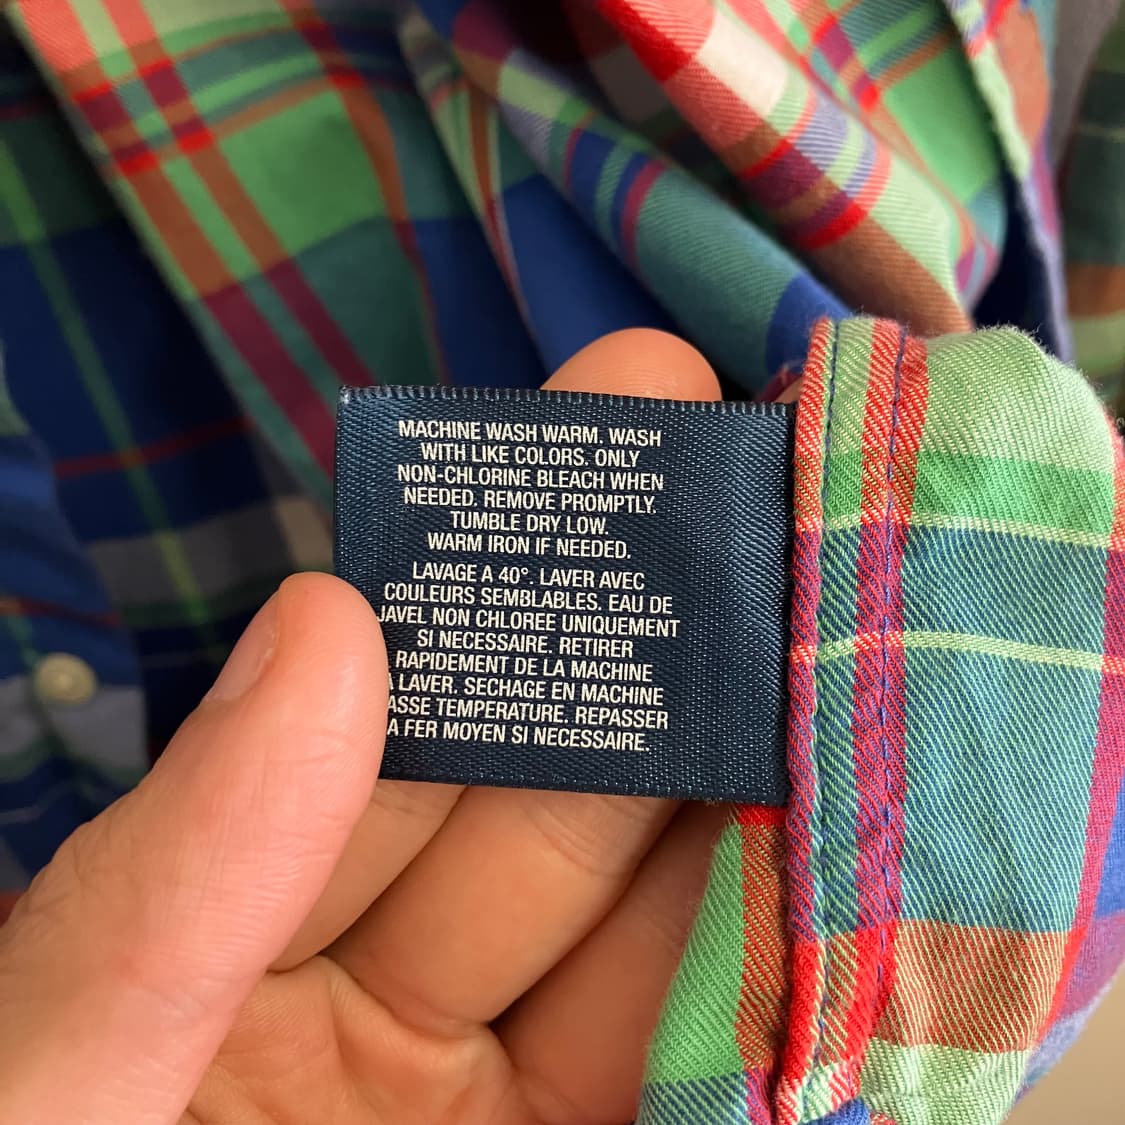 MACHINE WASH WARM. WASH
WITH LIKE COLORS. ONLY
NON-CHLORINE BLEACH WHEN
NEEDED. REMOVE PROMPTLY.
TUMBLE DRY LOW.
WARM IRON IF NEEDED.
LAVAGE A 40°. LAVER AVEC
COULEURS SEMBLABLES. EAU DE
JAVEL NON CHLOREE UNIQUEMENT
SI NECESSAIRE. RETIRER
RAPIDEMENT DE LA MACHINE
A LAVER. SECHAGE EN MACHINE
TEMPERATURE. REPASSER
A FER MOYEN SI NECESSAIRE.